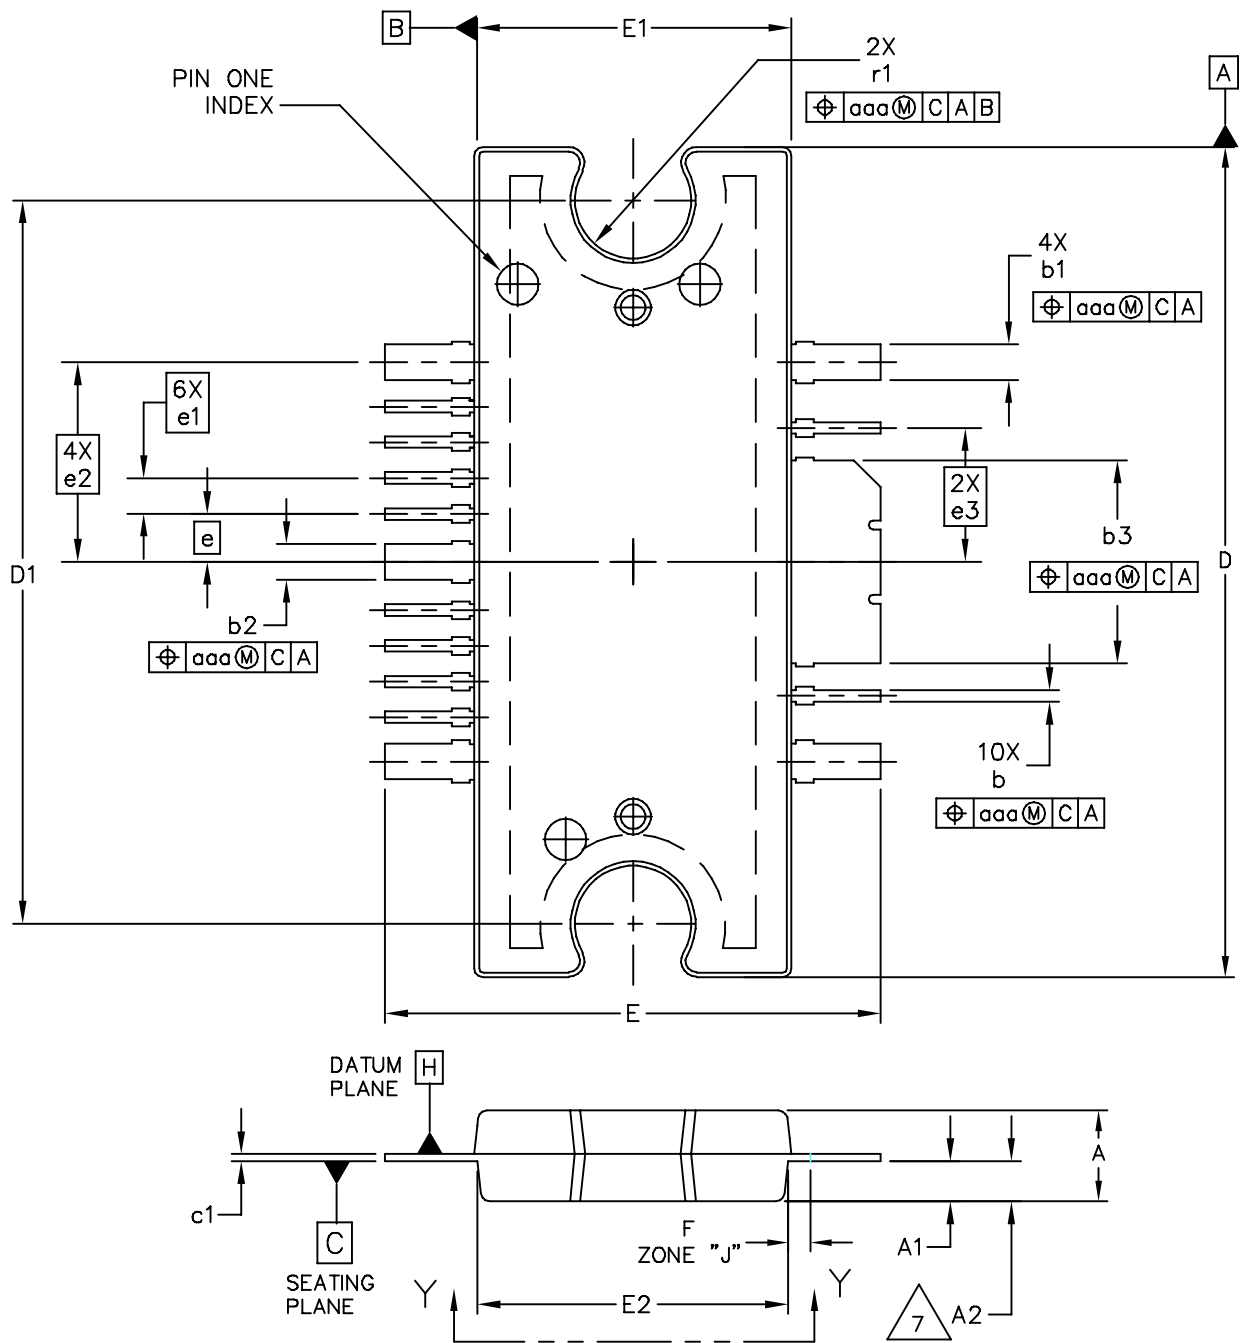 B
E1
2X
r1
⌖ aaa Ⓜ C A B
A
PIN ONE
INDEX
4X
b1
⌖ aaa Ⓜ C A
6X
e1
4X
e2
2X
e3
e
b3
⌖ aaa Ⓜ C A
D1
D
b2
⌖ aaa Ⓜ C A
10X
b
⌖ aaa Ⓜ C A
E
DATUM
PLANE
H
A
c1
C
SEATING
PLANE
F
ZONE "J"
A1
Y
Y
E2
7
A2